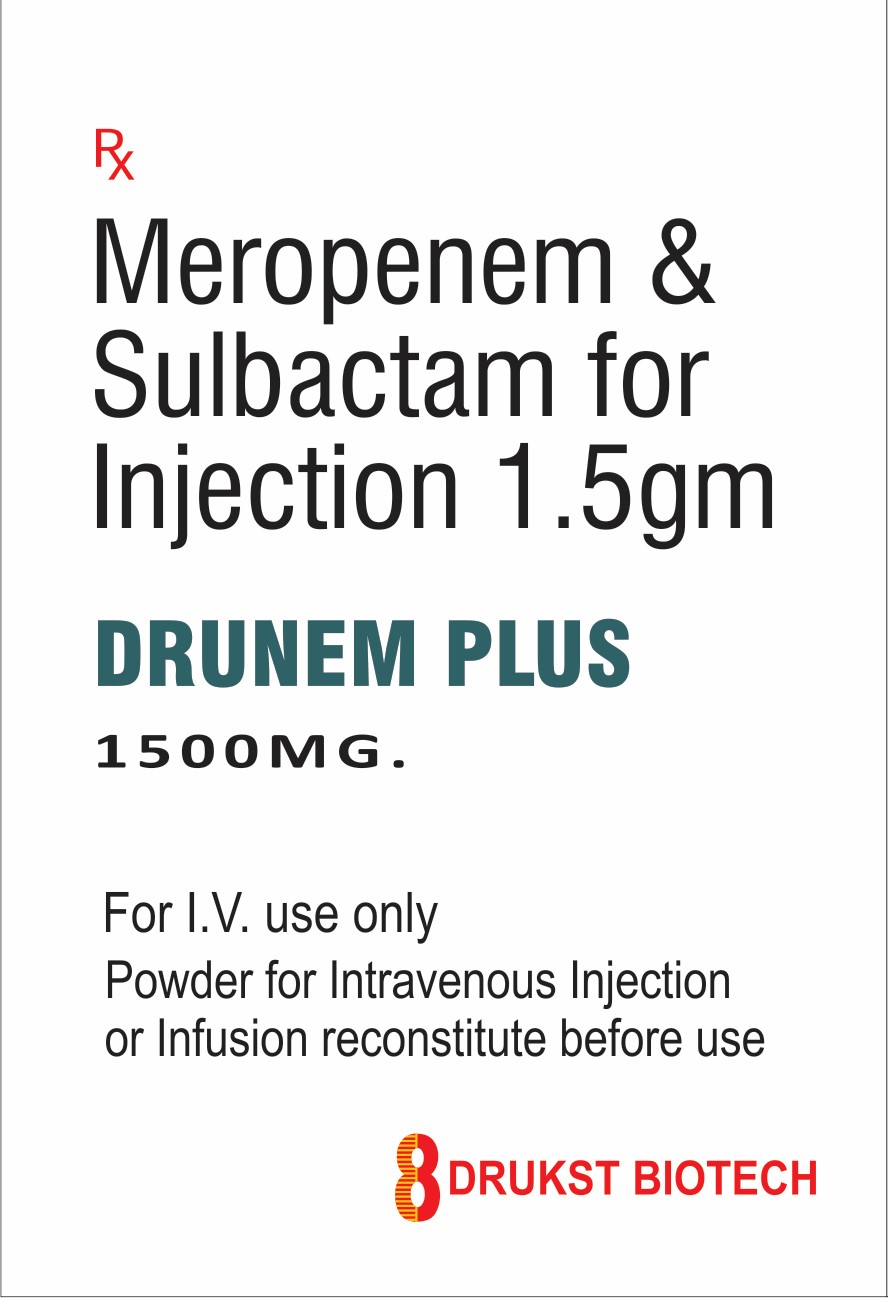 Rx
Meropenem &
Sulbactam for
Injection 1.5gm
DRUNEM PLUS
1500MG.
For I.V. use only
Powder for Intravenous Injection
or Infusion reconstitute before use
8 DRUKST BIOTECH